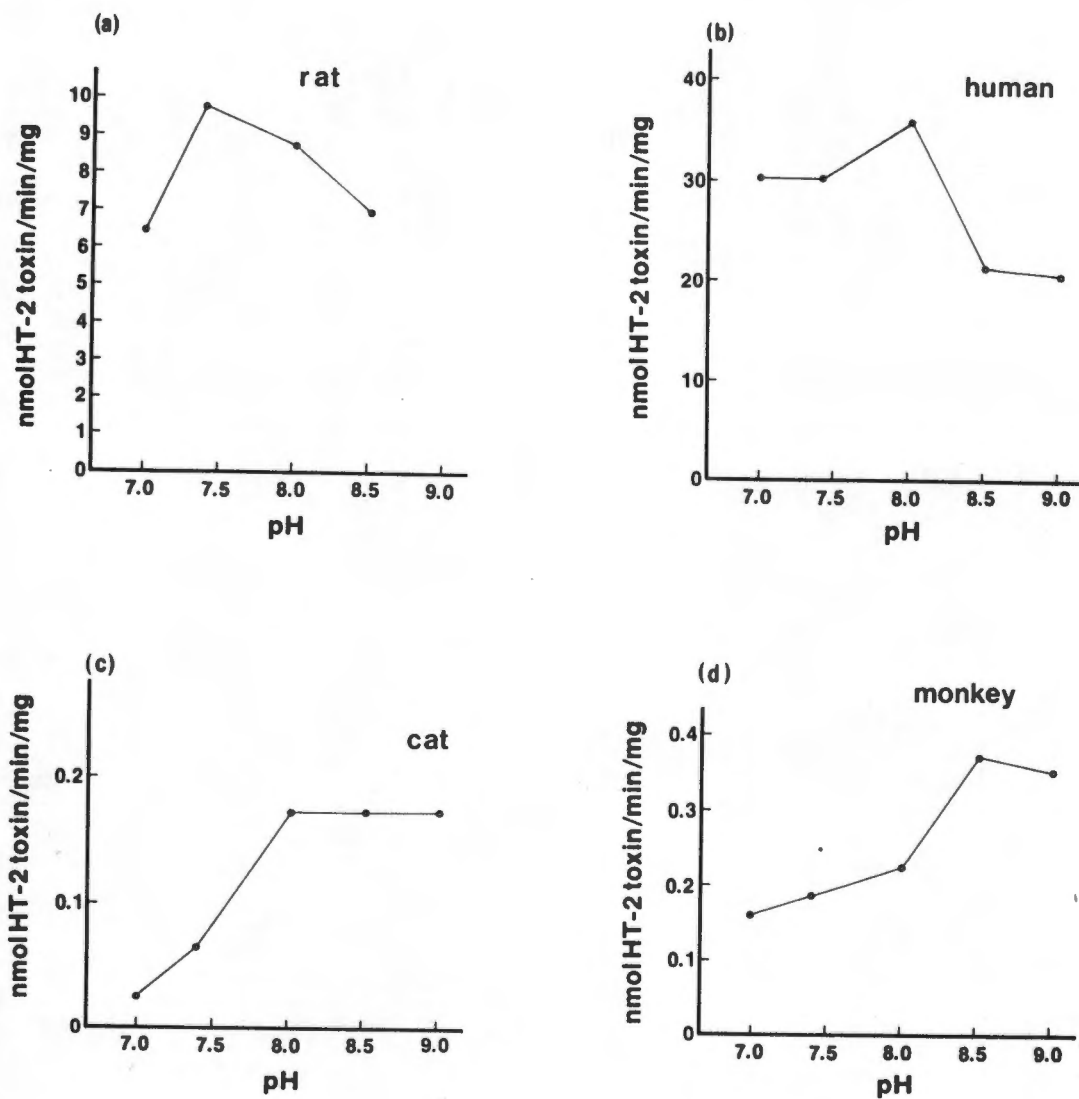 (a)
rat
nmol HT-2 toxin/min/mg
10
9
8
7
6
5
4
3
2
1
0
7.0 7.5 8.0 8.5 9.0
pH
(b)
human
nmol HT-2 toxin/min/mg
40
30
20
10
0
7.0 7.5 8.0 8.5 9.0
pH
(c)
cat
nmol HT-2 toxin/min/mg
0.2
0.1
0
7.0 7.5 8.0 8.5 9.0
pH
(d)
monkey
nmol HT-2 toxin/min/mg
0.4
0.3
0.2
0.1
0
7.0 7.5 8.0 8.5 9.0
pH